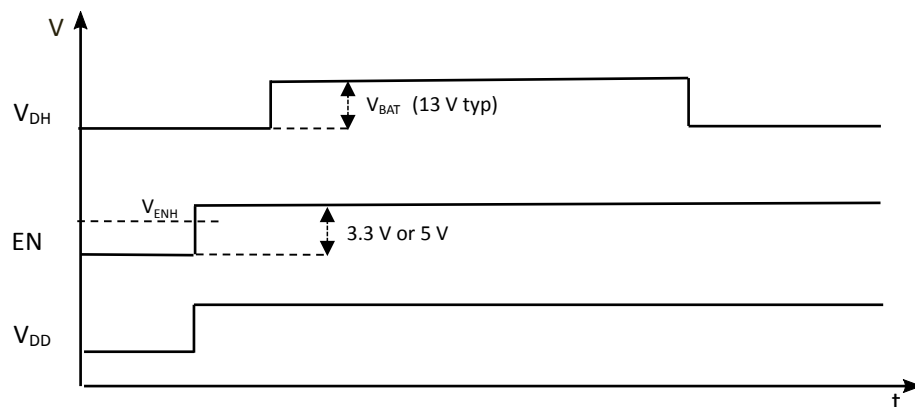 V
V_DH
V_BAT (13 V typ)
V_ENH
EN
3.3 V or 5 V
V_DD
t